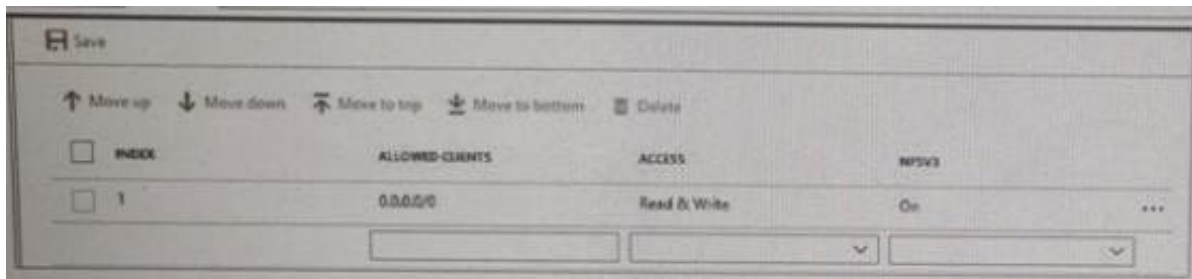 Save
Move up Move down Move to top Move to bottom Delete
INDEX ALLOWED CLIENTS ACCESS NFSV3
1 0.0.0.0/0 Read & Write On ...